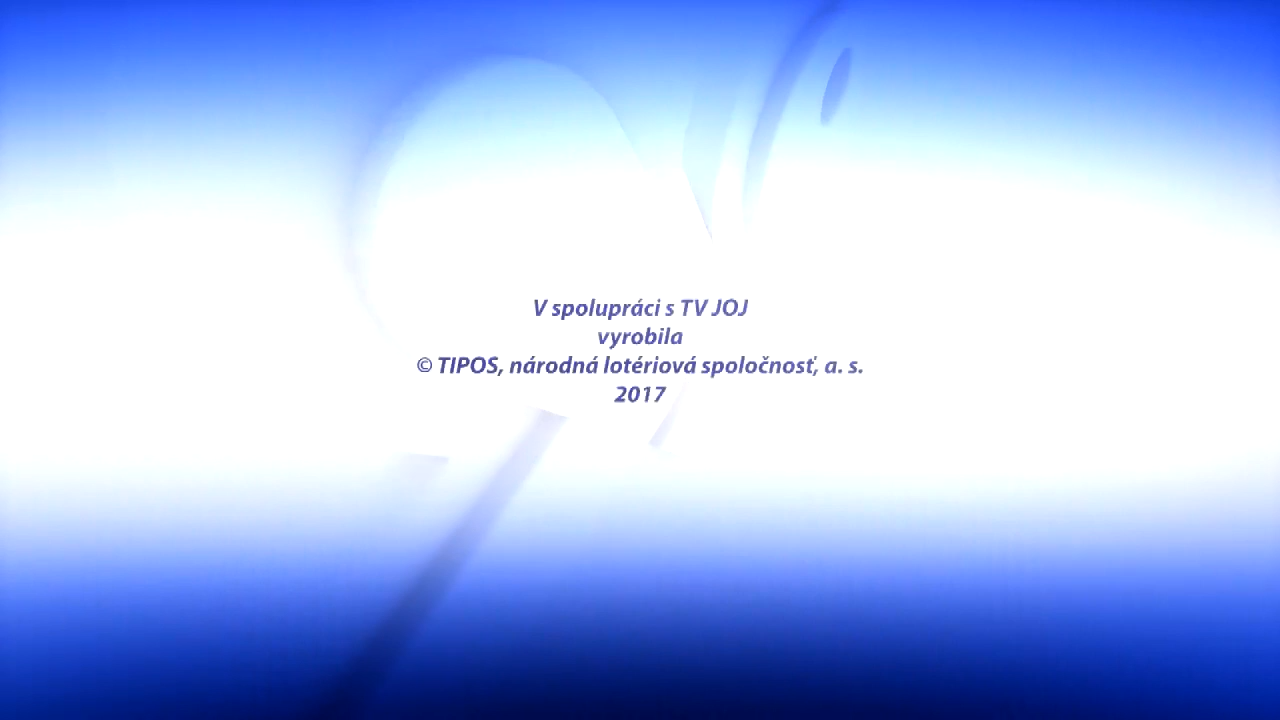 V spolupráci s TV JOJ
vyrobila
© TIPOS, národná lotériová spoločnosť, a. s.
2017